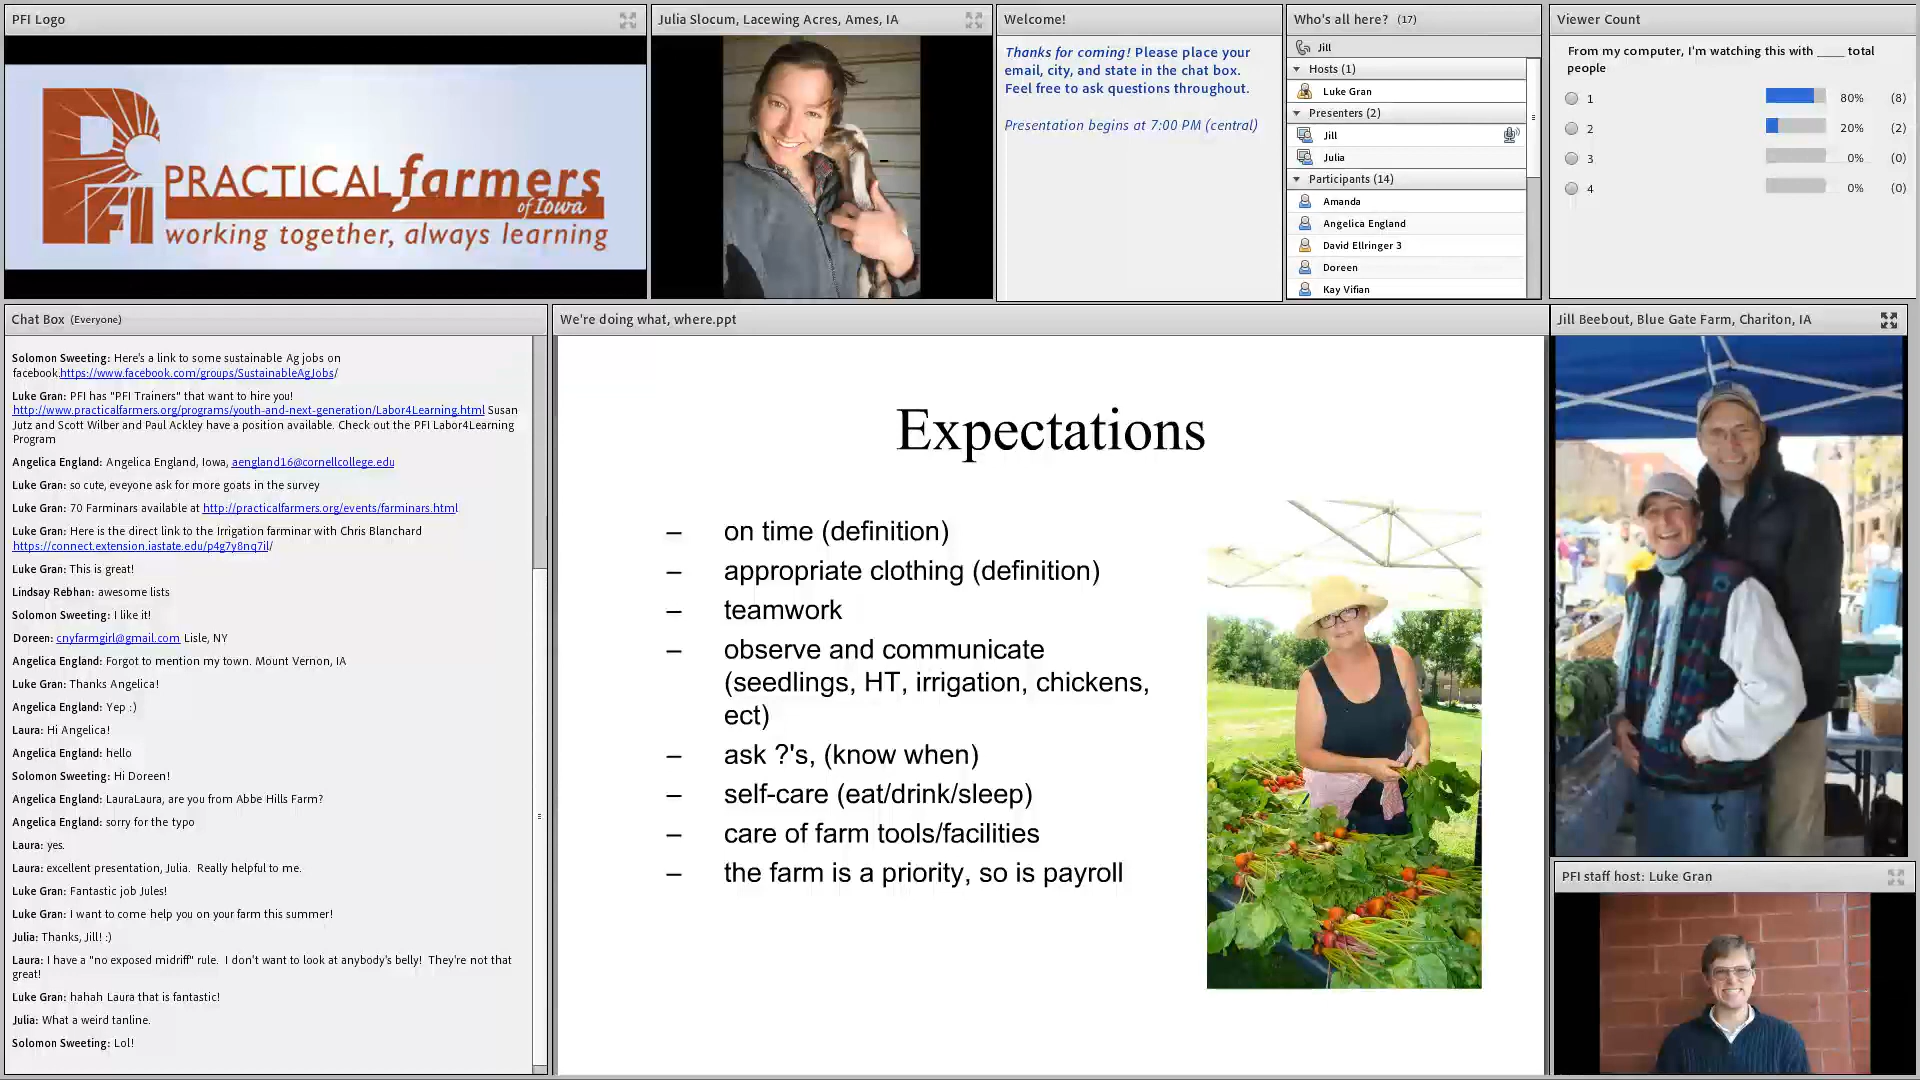 PFI Logo
PFI
PRACTICAL farmers
of Iowa
working together, always learning
Julia Slocum, Lacewing Acres, Ames, IA
Welcome!
Thanks for coming! Please place your
email, city, and state in the chat box.
Feel free to ask questions throughout.
Presentation begins at 7:00 PM (central)
Who's all here? (17)
Jill
Hosts (1)
Luke Gran
Presenters (2)
Jill
Julia
Participants (14)
Amanda
Angelica England
David Ellringer 3
Doreen
Kay Vifian
Viewer Count
From my computer, I'm watching this with ____ total
people
1 80% (8)
2 20% (2)
3 0% (0)
4 0% (0)
Chat Box (Everyone)
Solomon Sweeting: Here's a link to some sustainable Ag jobs on
facebook.https://www.facebook.com/groups/SustainableAgJobs/
Luke Gran: PFI has "PFI Trainers" that want to hire you!
http://www.practicalfarmers.org/programs/youth-and-next-generation/Labor4Learning.html Susan
Jutz and Scott Wilber and Paul Ackley have a position available. Check out the PFI Labor4Learning
Program
Angelica England: Angelica England, Iowa, aengland16@cornellcollege.edu
Luke Gran: so cute, eveyone ask for more goats in the survey
Luke Gran: 70 Farminars available at http://practicalfarmers.org/events/farminars.html
Luke Gran: Here is the direct link to the Irrigation farminar with Chris Blanchard
https://connect.extension.iastate.edu/p4g7y8nq7il/
Luke Gran: This is great!
Lindsay Rebhan: awesome lists
Solomon Sweeting: I like it!
Doreen: cnyfarmgirl@gmail.com Lisle, NY
Angelica England: Forgot to mention my town. Mount Vernon, IA
Luke Gran: Thanks Angelica!
Angelica England: Yep :)
Laura: Hi Angelica!
Angelica England: hello
Solomon Sweeting: Hi Doreen!
Angelica England: LauraLaura, are you from Abbe Hills Farm?
Angelica England: sorry for the typo
Laura: yes.
Laura: excellent presentation, Julia. Really helpful to me.
Luke Gran: Fantastic job Jules!
Luke Gran: I want to come help you on your farm this summer!
Julia: Thanks, Jill! :)
Laura: I have a "no exposed midriff" rule. I don't want to look at anybody's belly! They're not that
great!
Luke Gran: hahah Laura that is fantastic!
Julia: What a weird tanline.
Solomon Sweeting: Lol!
We're doing what, where.ppt
Expectations
– on time (definition)
– appropriate clothing (definition)
– teamwork
– observe and communicate
(seedlings, HT, irrigation, chickens,
ect)
– ask ?'s, (know when)
– self-care (eat/drink/sleep)
– care of farm tools/facilities
– the farm is a priority, so is payroll
Jill Beebout, Blue Gate Farm, Chariton, IA
PFI staff host: Luke Gran